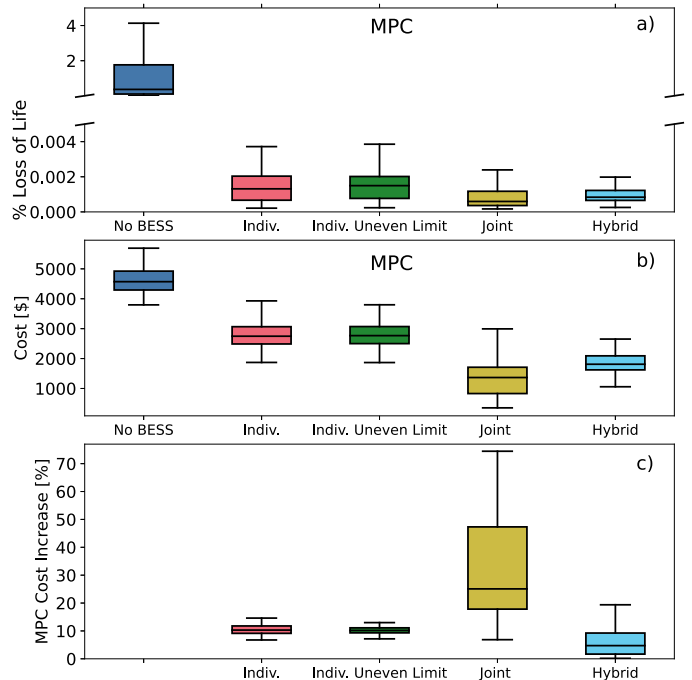 MPC
a)
% Loss of Life
4
2
0.004
0.002
0.000
No BESS Indiv. Indiv. Uneven Limit Joint Hybrid
MPC
b)
Cost [$]
5000
4000
3000
2000
1000
No BESS Indiv. Indiv. Uneven Limit Joint Hybrid
c)
MPC Cost Increase [%]
70
60
50
40
30
20
10
0
Indiv. Indiv. Uneven Limit Joint Hybrid